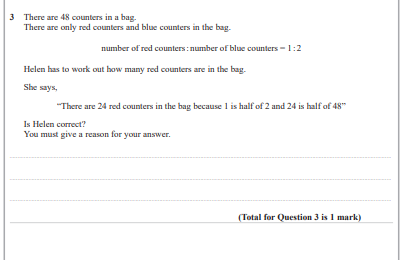 3 There are 48 counters in a bag.
There are only red counters and blue counters in the bag.
number of red counters : number of blue counters = 1 : 2
Helen has to work out how many red counters are in the bag.
She says,
“There are 24 red counters in the bag because 1 is half of 2 and 24 is half of 48”
Is Helen correct?
You must give a reason for your answer.
(Total for Question 3 is 1 mark)